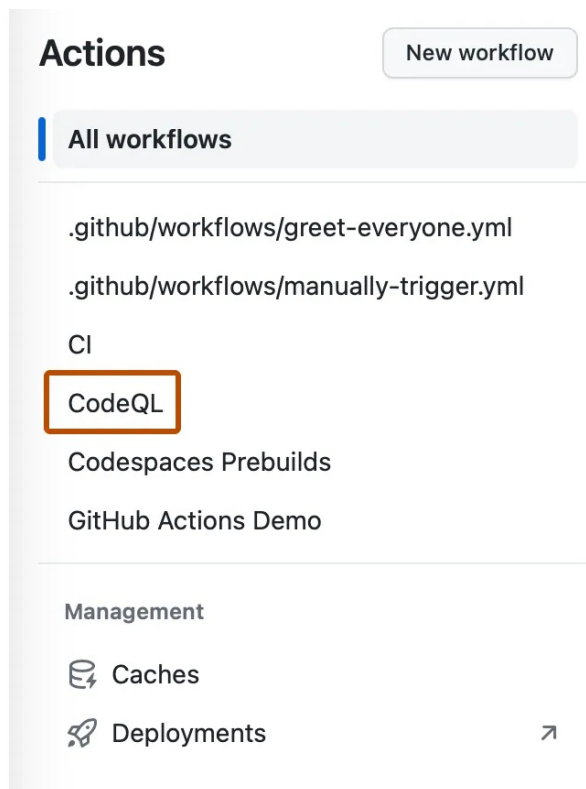 Actions
New workflow
All workflows
.github/workflows/greet-everyone.yml
.github/workflows/manually-trigger.yml
CI
CodeQL
Codespaces Prebuilds
GitHub Actions Demo
Management
Caches
Deployments